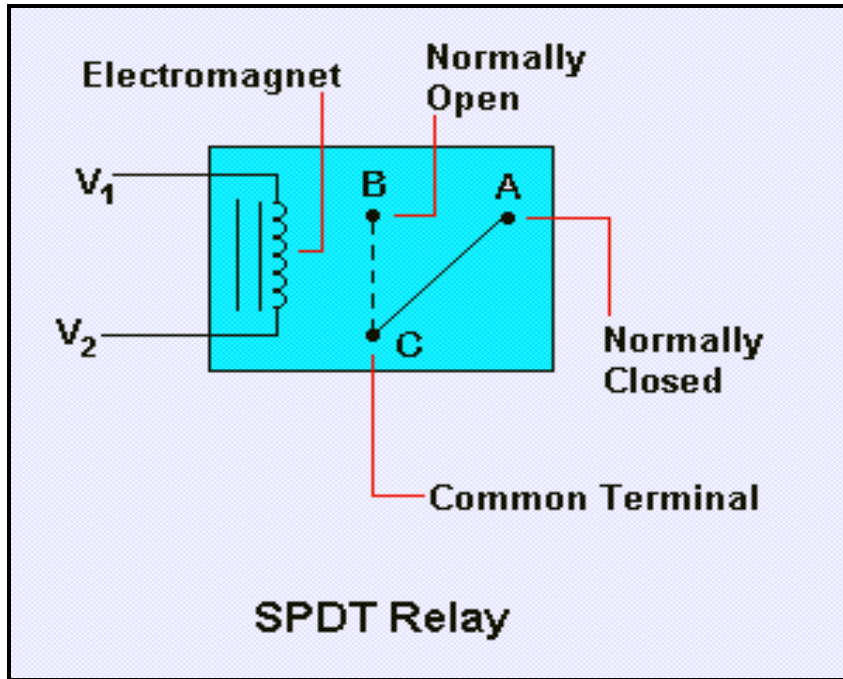 Electromagnet
Normally
Open
V1
B
A
V2
C
Normally
Closed
Common Terminal
SPDT Relay